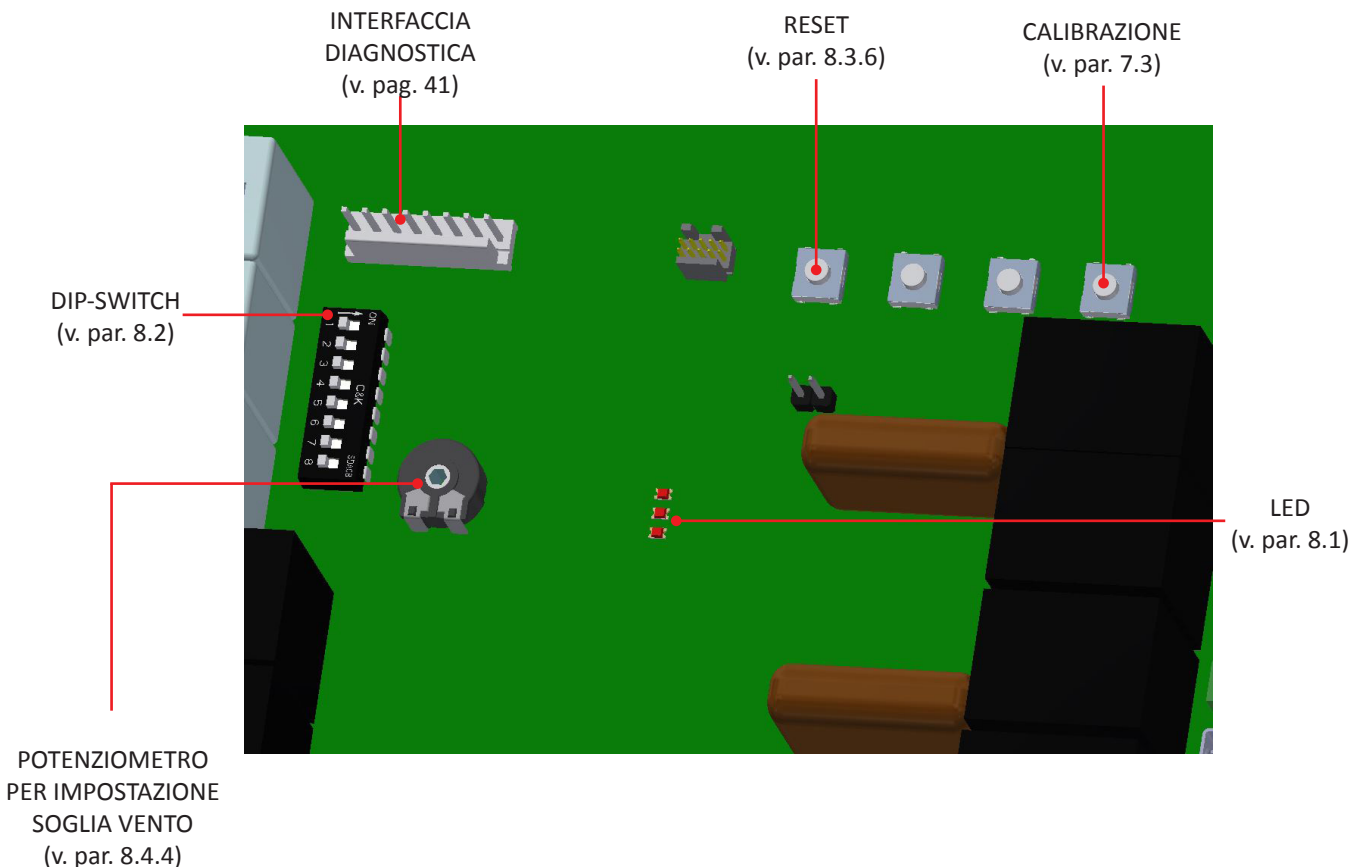 INTERFACCIA
DIAGNOSTICA
(v. pag. 41)
RESET
(v. par. 8.3.6)
CALIBRAZIONE
(v. par. 7.3)
DIP-SWITCH
(v. par. 8.2)
ON
1
2
3
4
5
6
7
8
C&K
SDAC8
LED
(v. par. 8.1)
POTENZIOMETRO
PER IMPOSTAZIONE
SOGLIA VENTO
(v. par. 8.4.4)